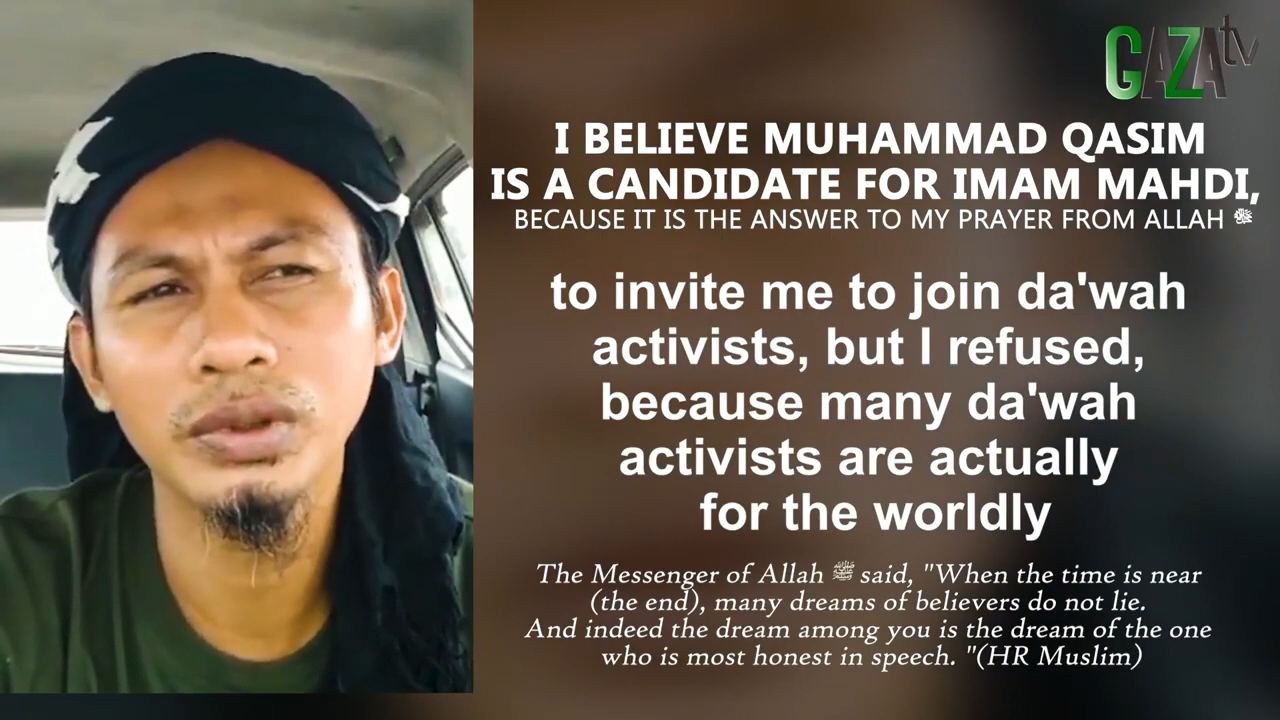 GAZAtv
I BELIEVE MUHAMMAD QASIM
IS A CANDIDATE FOR IMAM MAHDI,
BECAUSE IT IS THE ANSWER TO MY PRAYER FROM ALLAH ﷻ
to invite me to join da'wah
activists, but I refused,
because many da'wah
activists are actually
for the worldly
The Messenger of Allah ﷺ said, "When the time is near
(the end), many dreams of believers do not lie.
And indeed the dream among you is the dream of the one
who is most honest in speech. "(HR Muslim)